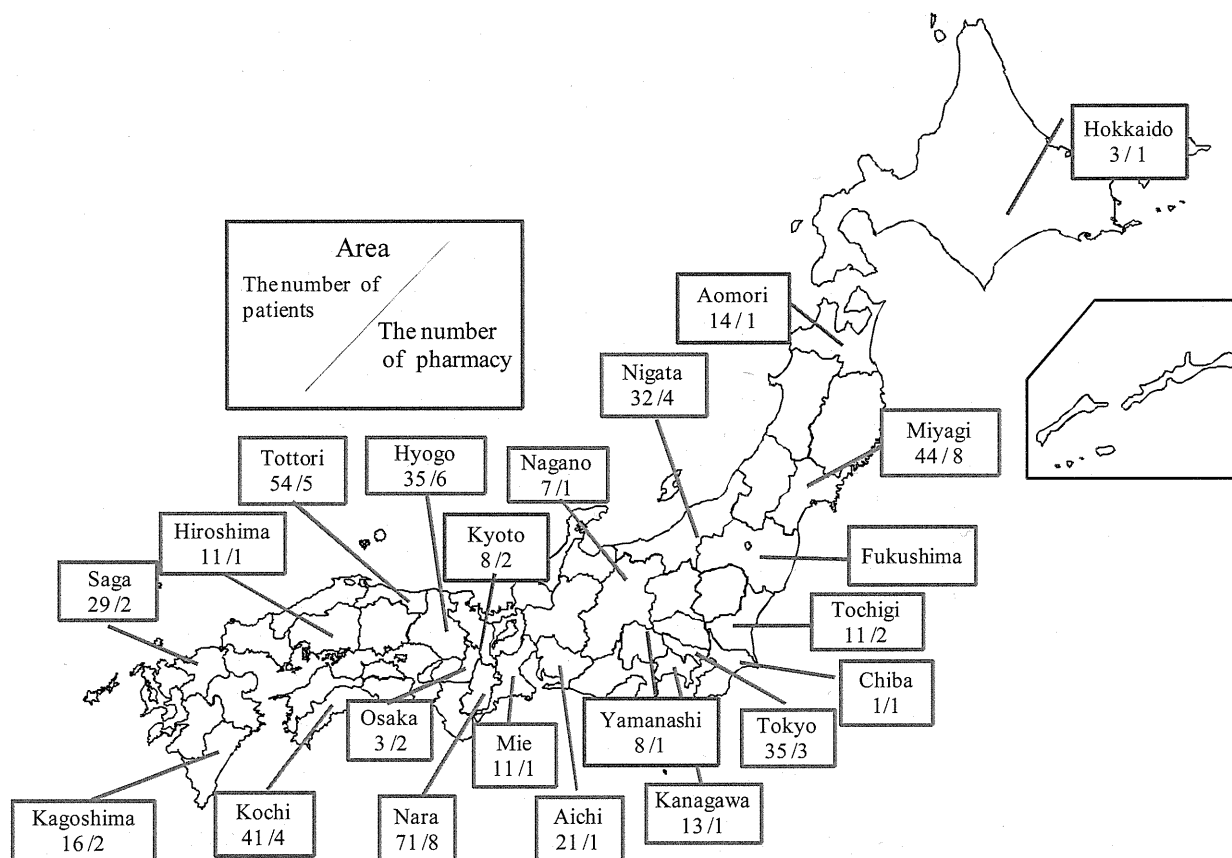 Hokkaido
3 / 1
Area
The number of
patients
The number
of pharmacy
Aomori
14 / 1
Nigata
32 /4
Miyagi
44 / 8
Tottori
54 /5
Hyogo
35 /6
Nagano
7 /1
Kyoto
8 /2
Hiroshima
11 /1
Fukushima
Saga
29 /2
Tochigi
11 /2
Chiba
1 /1
Osaka
3 /2
Mie
11 /1
Yamanashi
8 /1
Tokyo
35 /3
Kanagawa
13 /1
Kagoshima
16 /2
Kochi
41 /4
Nara
71 /8
Aichi
21 /1